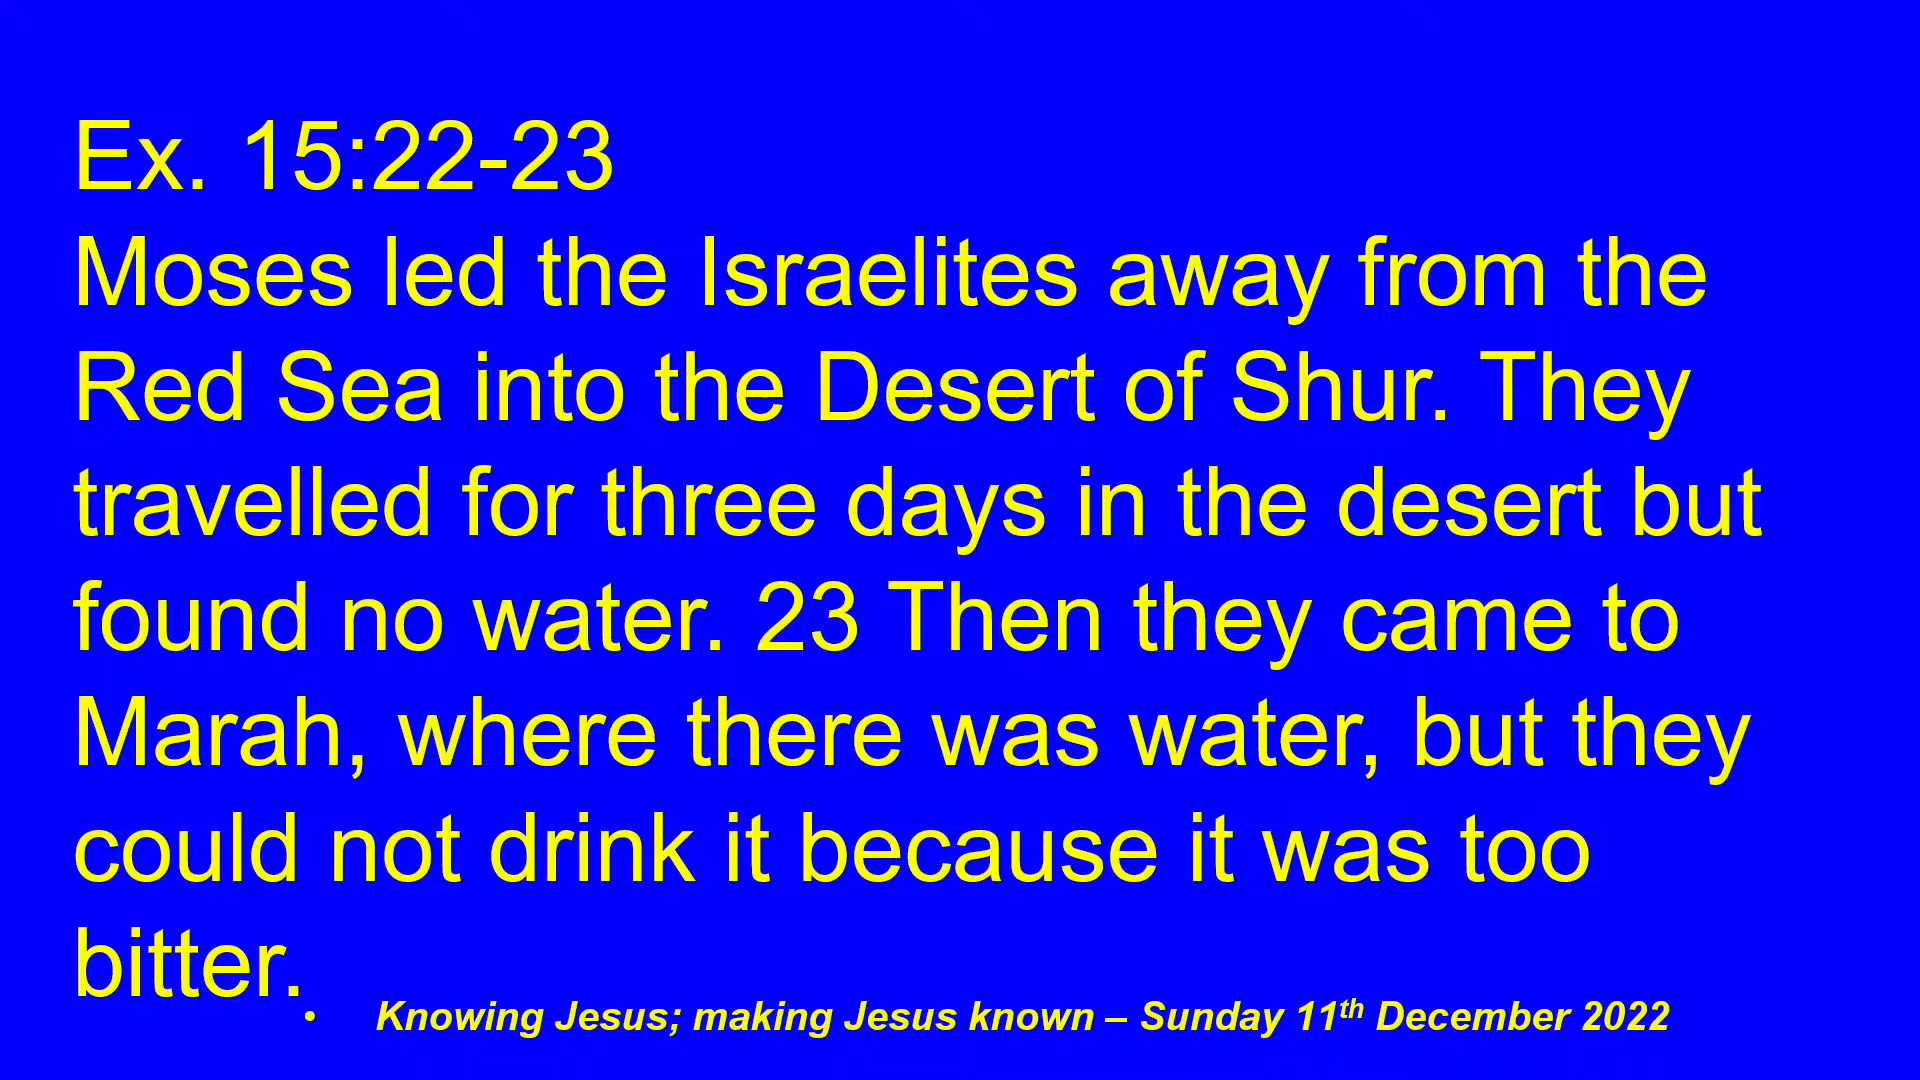 Ex. 15:22-23
Moses led the Israelites away from the
Red Sea into the Desert of Shur. They
travelled for three days in the desert but
found no water. 23 Then they came to
Marah, where there was water, but they
could not drink it because it was too
bitter.
• Knowing Jesus; making Jesus known – Sunday 11th December 2022